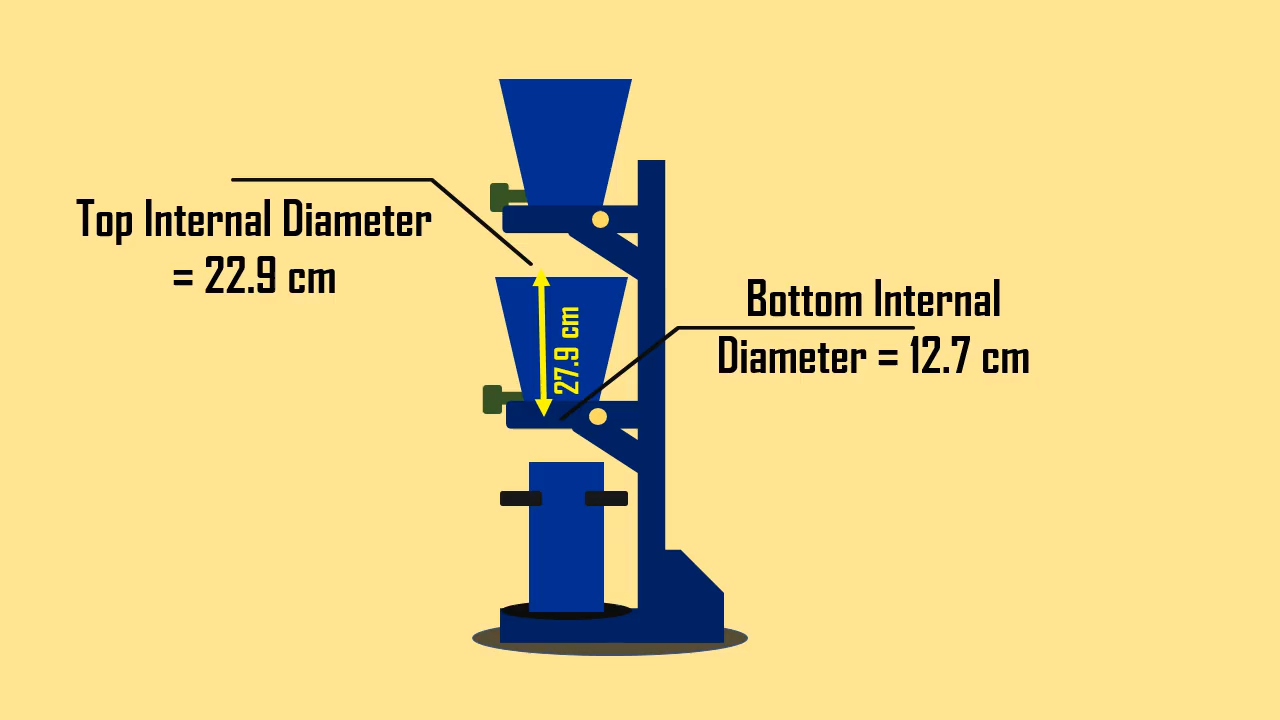 Top Internal Diameter
= 22.9 cm
27.9 cm
Bottom Internal
Diameter = 12.7 cm